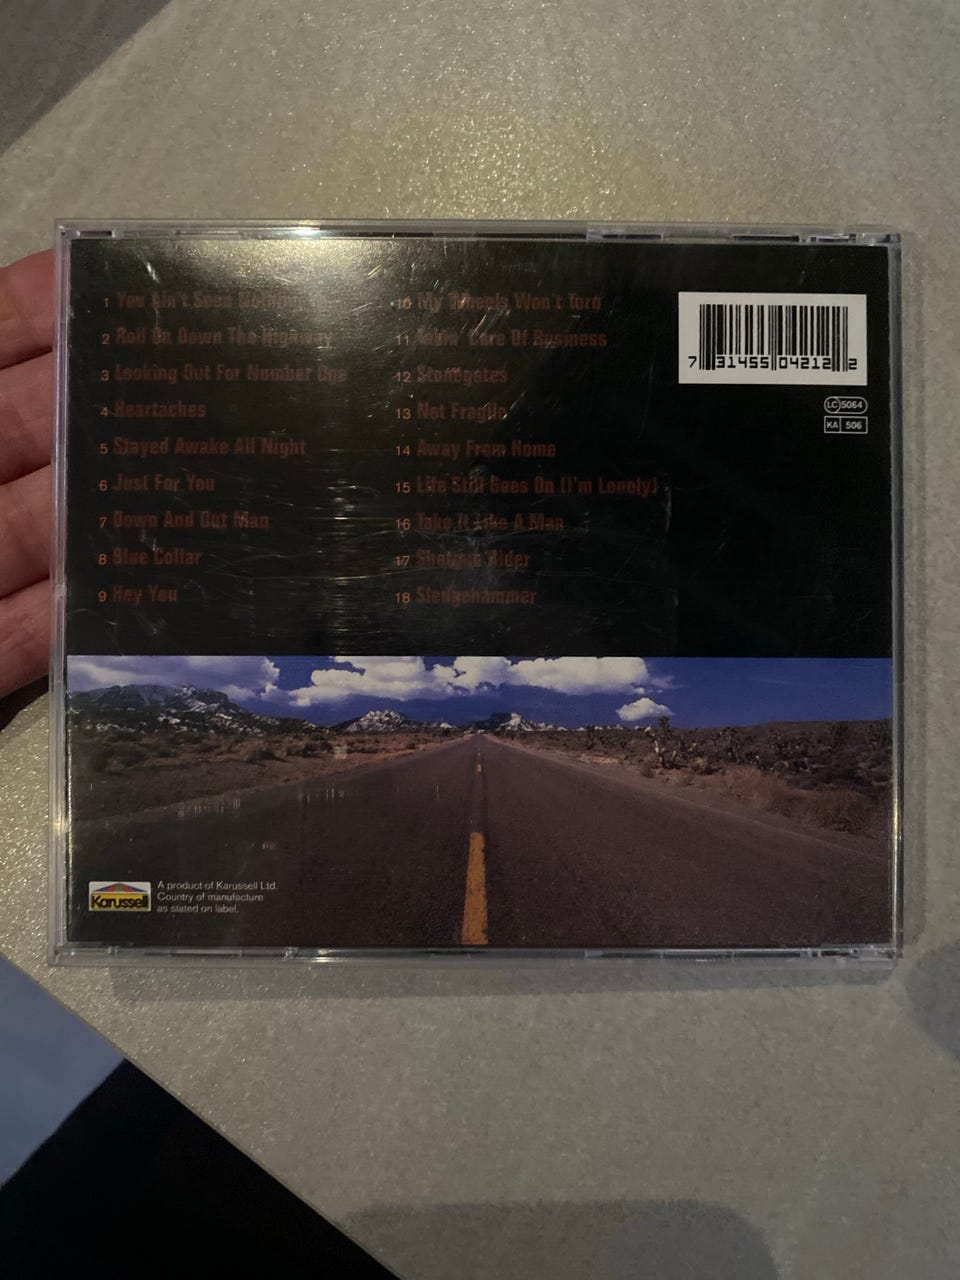 1 You Ain't Seen Nothing
2 Roll On Down The Highway
3 Looking Out For Number One
4 Heartaches
5 Stayed Awake All Night
6 Just For You
7 Down And Out Man
8 Blue Collar
9 Hey You
10 My Wheels Won't Turn
11 Takin' Care Of Business
12 Stonegates
13 Not Fragile
14 Away From Home
15 Life Still Goes On (I'm Lonely)
16 Take It Like A Man
17 Shotgun Rider
18 Sledgehammer
7 31455 04212 2
LC 5064
KA 506
Karussell
A product of Karussell Ltd.
Country of manufacture
as stated on label.